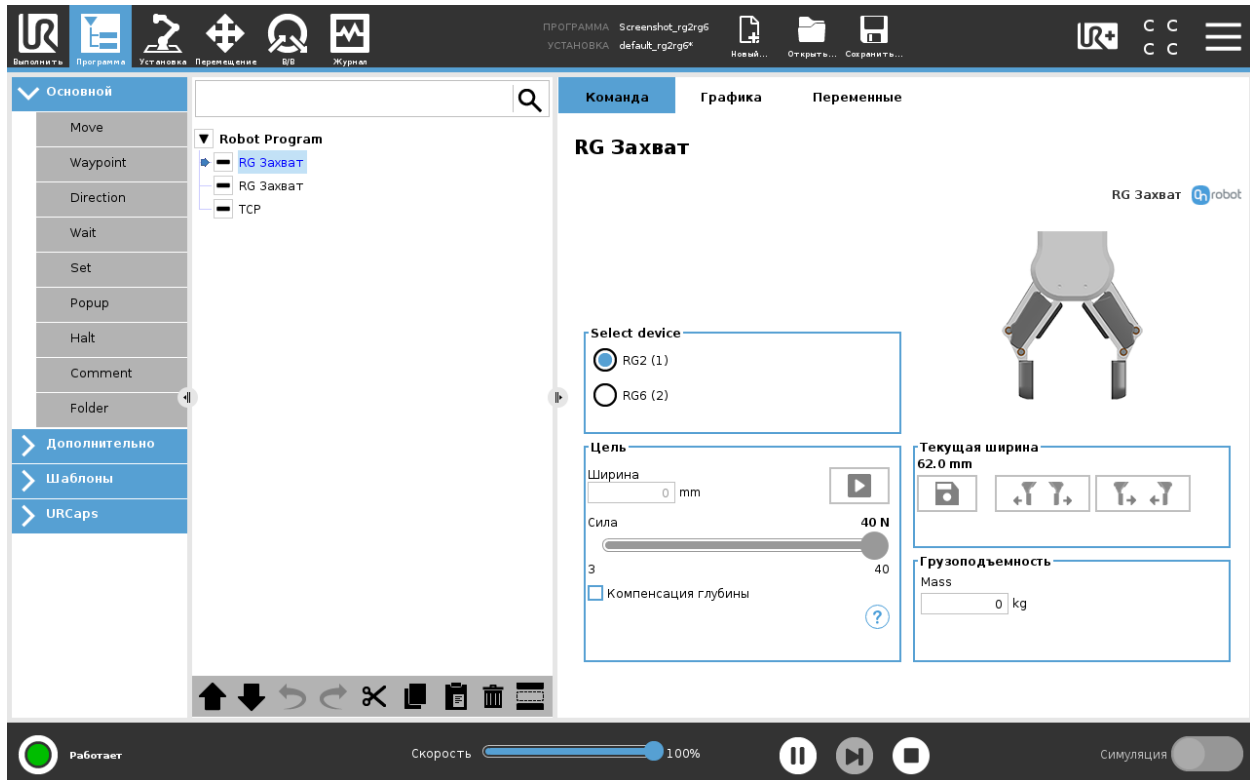 ПРОГРАММА Screenshot_rg2rg6
УСТАНОВКА default_rg2rg6*
UR
Выполнить
Программа
Установка
Перемещение
В/В
Журнал
Новый...
Открыть...
Сохранить...
UR+
C C
C C
Основной
Move
Waypoint
Direction
Wait
Set
Popup
Halt
Comment
Folder
Дополнительно
Шаблоны
URCaps
Robot Program
RG Захват
RG Захват
TCP
Команда
Графика
Переменные
RG Захват
RG Захват On robot
Select device
RG2 (1)
RG6 (2)
Цель
Ширина
0 mm
Сила 40 N
3 40
Компенсация глубины
?
Текущая ширина
62.0 mm
Грузоподъемность
Mass
0 kg
Работает
Скорость 100%
Симуляция